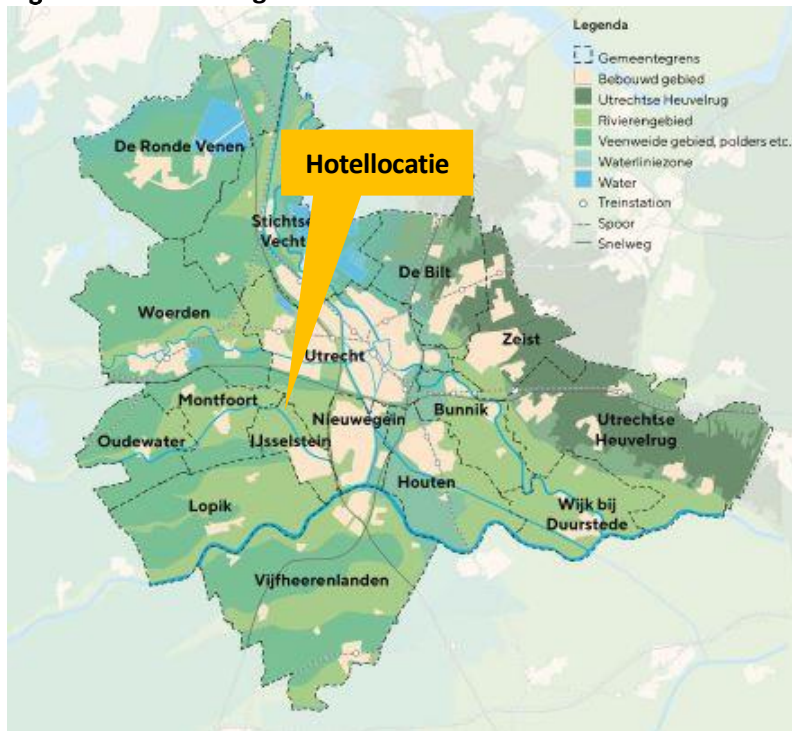 Legenda
Gemeentegrens
Bebouwd gebied
Utrechtse Heuvelrug
Rivierengebied
Veenweide gebied, polders etc.
Waterliniezone
Water
Treinstation
Spoor
Snelweg
De Ronde Venen
Hotellocatie
Stichtse
Vecht
De Bilt
Woerden
Zeist
Utrecht
Montfoort
Nieuwegein
Bunnik
Oudewater
IJsselstein
Utrechtse
Heuvelrug
Houten
Lopik
Wijk bij
Duurstede
Vijfheerenlanden